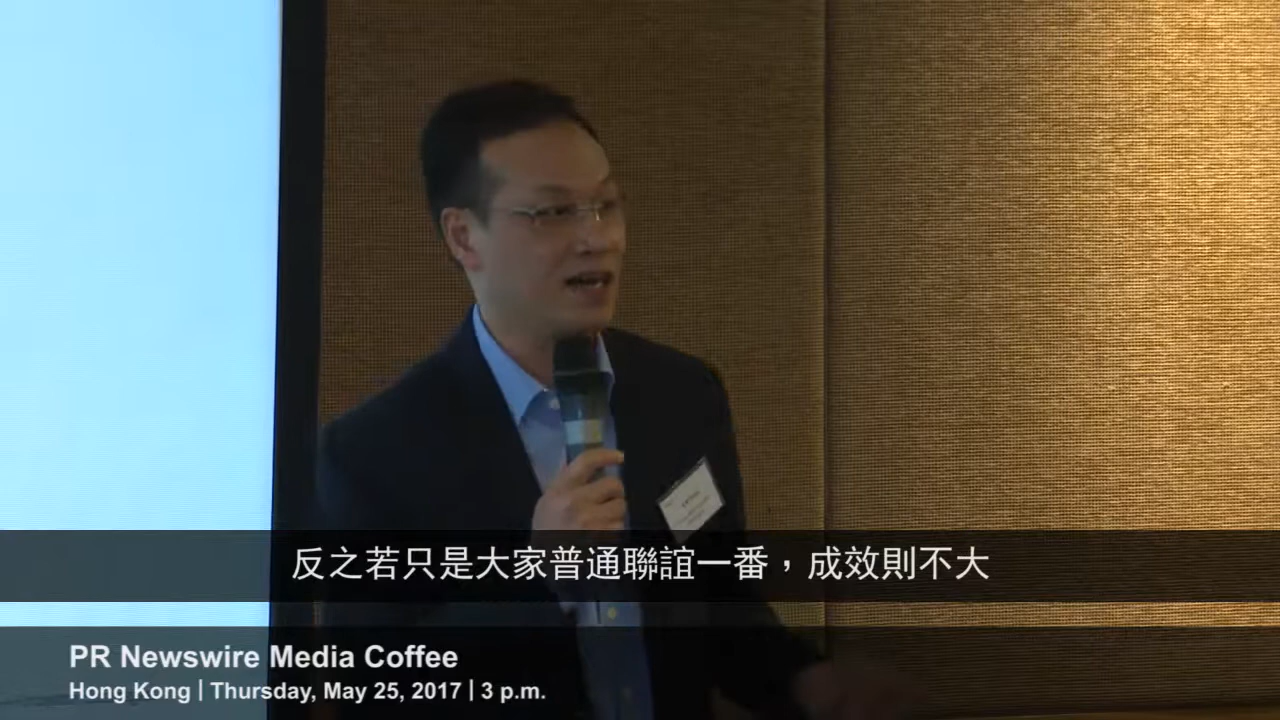 反之若只是大家普通聯誼一番，成效則不大
PR Newswire Media Coffee
Hong Kong | Thursday, May 25, 2017 | 3 p.m.